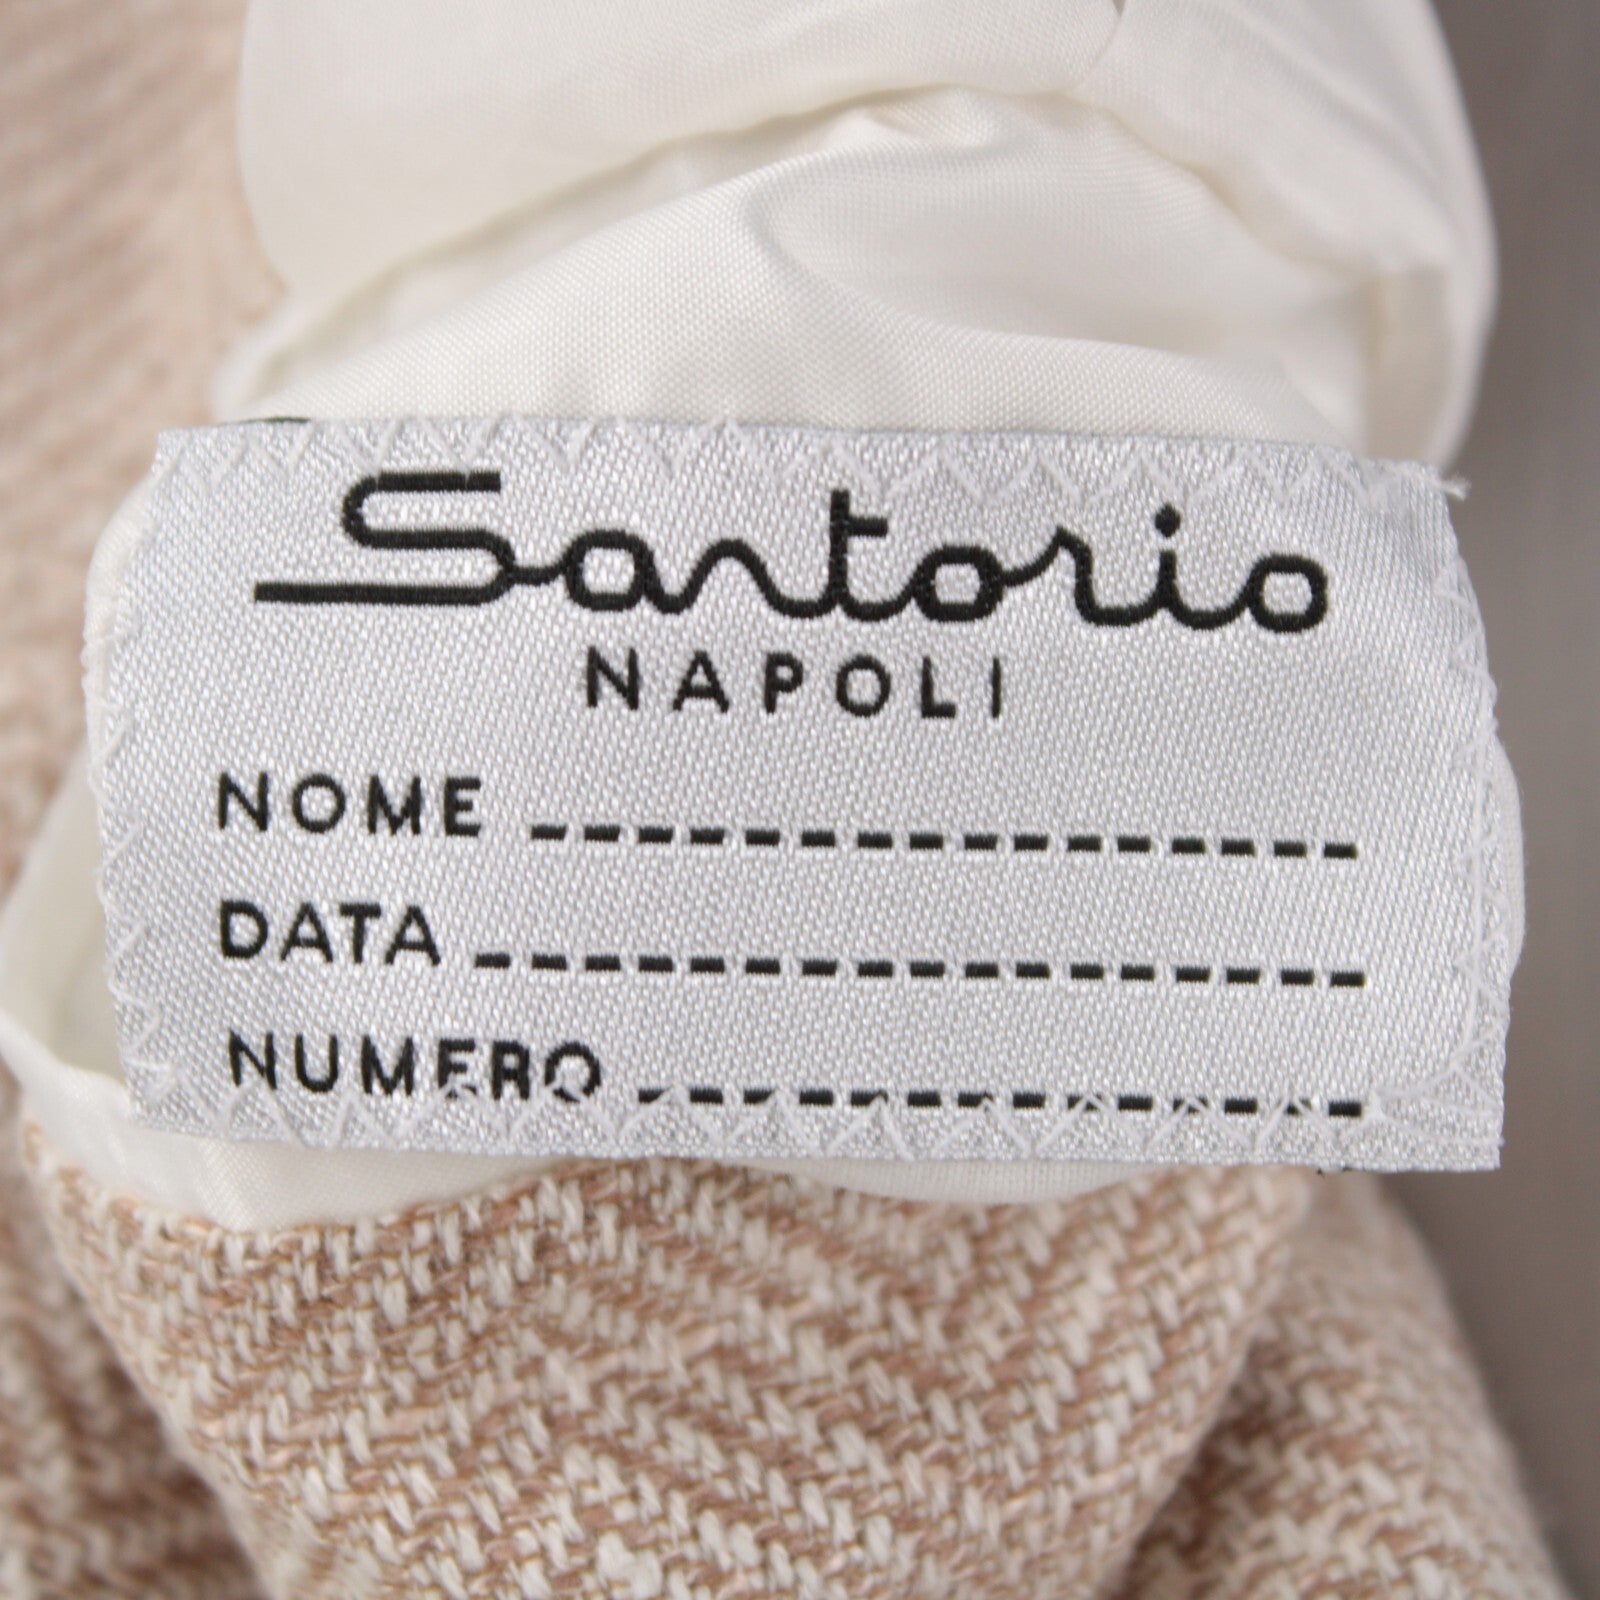 Sartorio
NAPOLI
NOME ----------------
DATA -----------------
NUMERO --------------